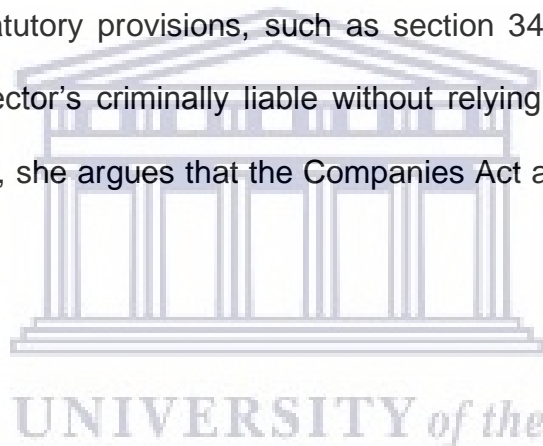 atutory provisions, such as section 34
ector's criminally liable without relying
, she argues that the Companies Act a
UNIVERSITY of the